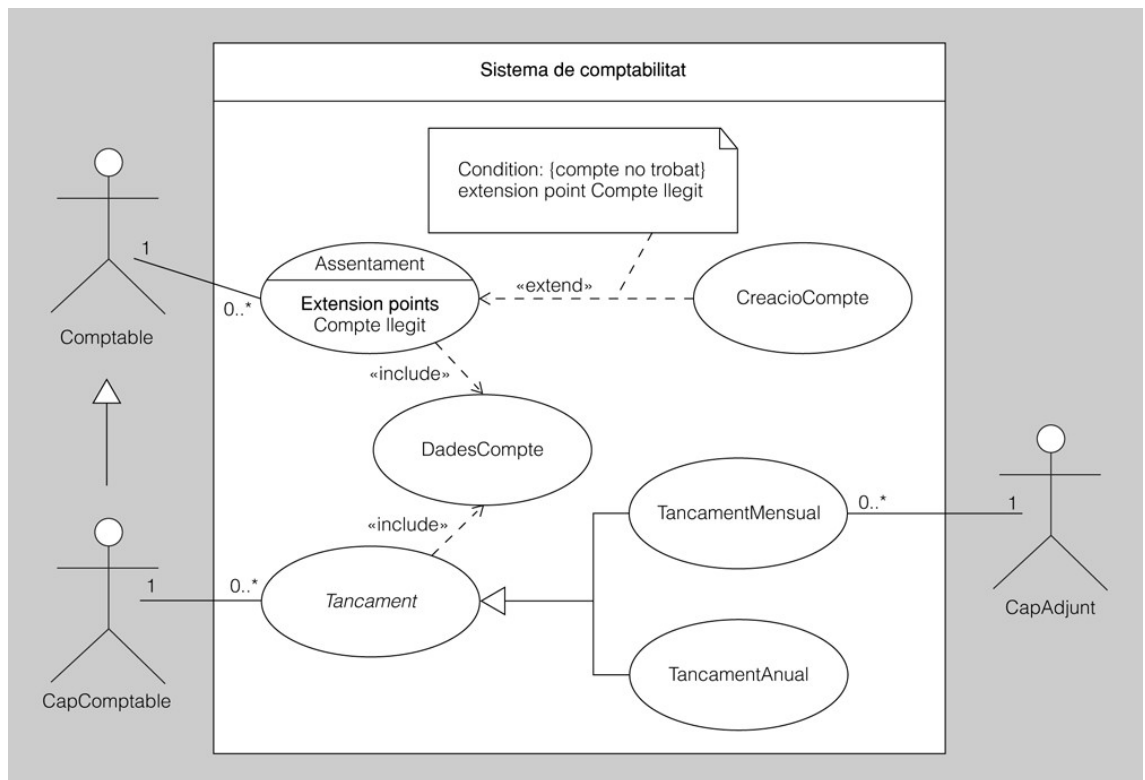 Sistema de comptabilitat
Condition: {compte no trobat}
extension point Compte llegit
1
Assentament
«extend»
CreacioCompte
Extension points
0..*
Compte llegit
Comptable
«include»
DadesCompte
TancamentMensual
0..*
1
«include»
1
0..*
Tancament
CapAdjunt
TancamentAnual
CapComptable